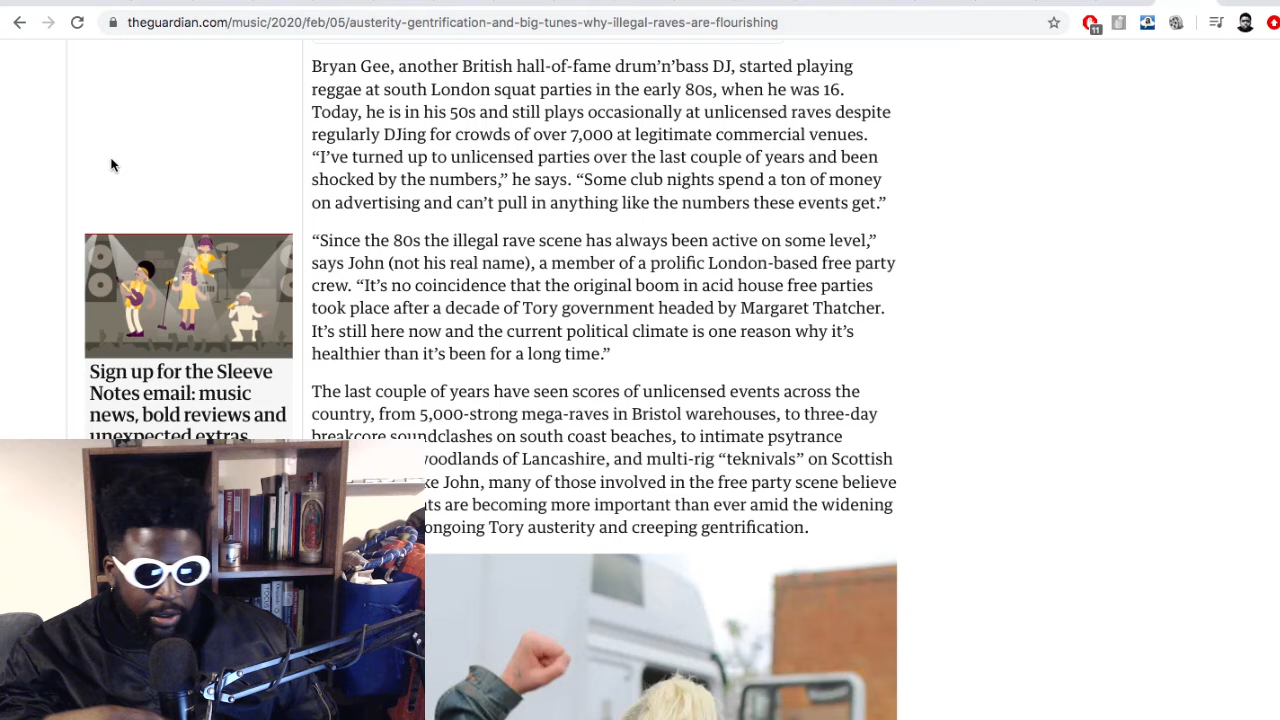 theguardian.com/music/2020/feb/05/austerity-gentrification-and-big-tunes-why-illegal-raves-are-flourishing
11
Bryan Gee, another British hall-of-fame drum’n’bass DJ, started playing
reggae at south London squat parties in the early 80s, when he was 16.
Today, he is in his 50s and still plays occasionally at unlicensed raves despite
regularly DJing for crowds of over 7,000 at legitimate commercial venues.
“I’ve turned up to unlicensed parties over the last couple of years and been
shocked by the numbers,” he says. “Some club nights spend a ton of money
on advertising and can’t pull in anything like the numbers these events get.”
“Since the 80s the illegal rave scene has always been active on some level,”
says John (not his real name), a member of a prolific London-based free party
crew. “It’s no coincidence that the original boom in acid house free parties
took place after a decade of Tory government headed by Margaret Thatcher.
It’s still here now and the current political climate is one reason why it’s
healthier than it’s been for a long time.”
The last couple of years have seen scores of unlicensed events across the
country, from 5,000-strong mega-raves in Bristol warehouses, to three-day
breakcore soundclashes on south coast beaches, to intimate psytrance
woodlands of Lancashire, and multi-rig “teknivals” on Scottish
John, many of those involved in the free party scene believe
are becoming more important than ever amid the widening
ongoing Tory austerity and creeping gentrification.
Sign up for the Sleeve
Notes email: music
news, bold reviews and
unexpected extras